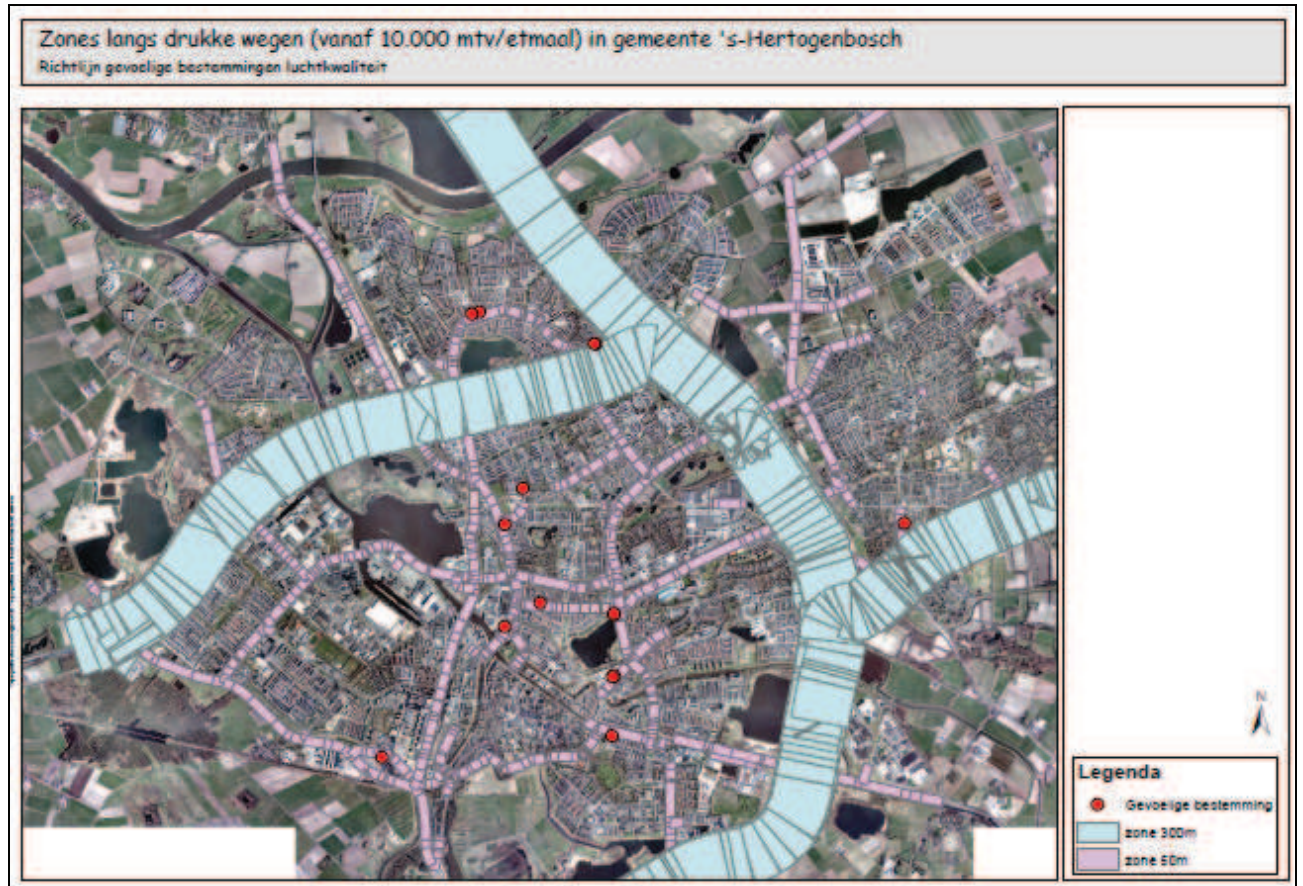 Zones langs drukke wegen (vanaf 10.000 mtv/etmaal) in gemeente 's-Hertogenbosch
Richtlijn gevoelige bestemmingen luchtkwaliteit
N
Legenda
Gevoelige bestemming
zone 300m
zone 50m